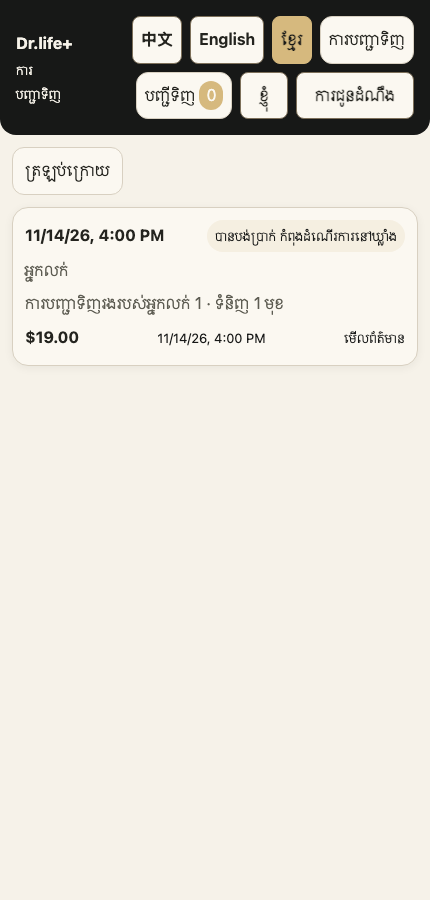 Dr.life+
ការ
បញ្ជាទិញ
中文
English
ខ្មែរ
ការបញ្ជាទិញ
បញ្ជីទិញ 0
ខ្ញុំ
ការជូនដំណឹង
ត្រឡប់ក្រោយ
11/14/26, 4:00 PM
បានបង់ប្រាក់ កំពុងដំណើរការនៅឃ្លាំង
អ្នកលក់
ការបញ្ជាទិញរងរបស់អ្នកលក់ 1 · ទំនិញ 1 មុខ
$19.00
11/14/26, 4:00 PM
មើលព័ត៌មាន